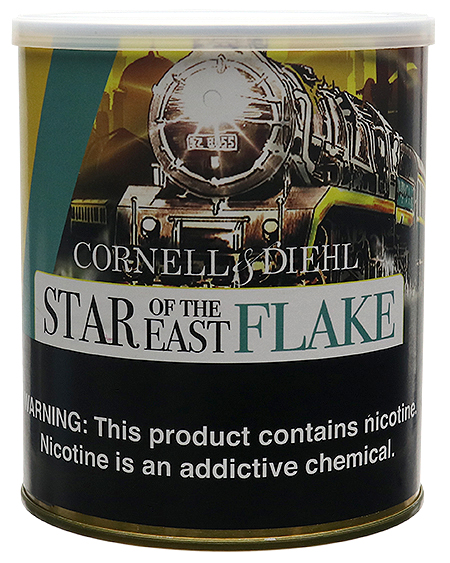 CORNELL & DIEHL
STAR OF THE EAST FLAKE
WARNING: This product contains nicotine.
Nicotine is an addictive chemical.